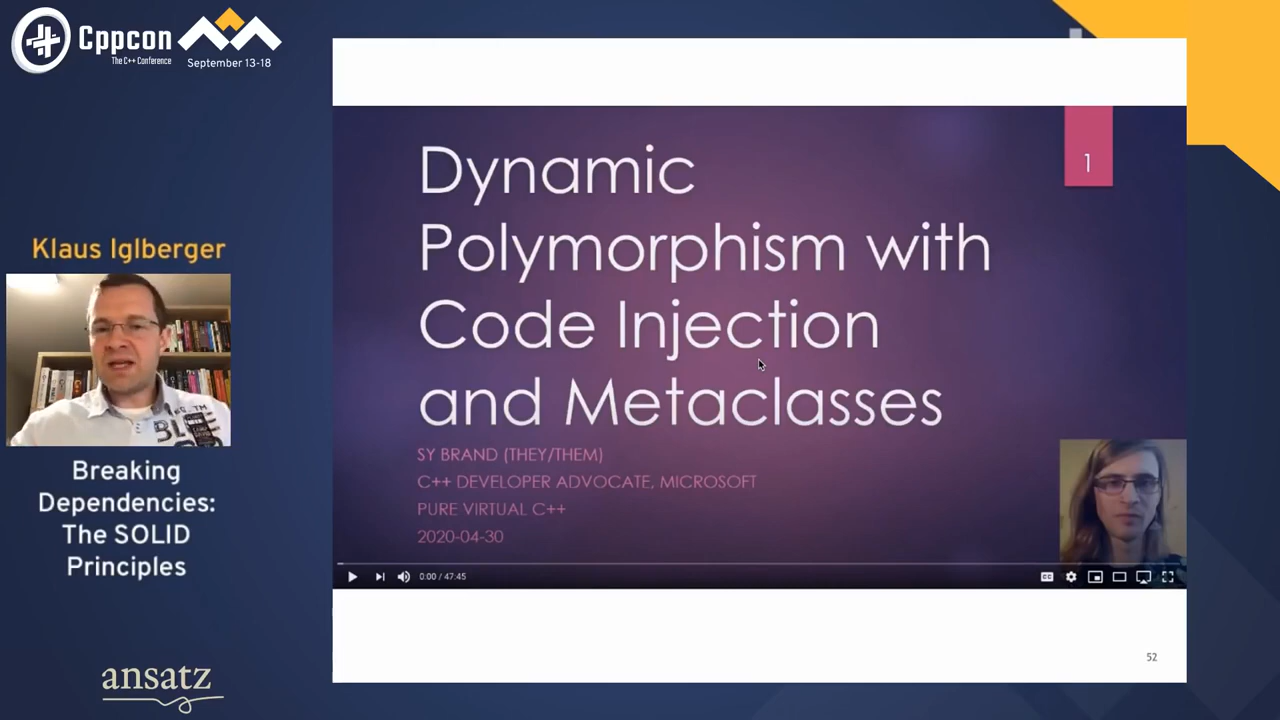 Cppcon
The C++ Conference
September 13-18
Klaus Iglberger
Breaking
Dependencies:
The SOLID
Principles
ansatz
1
Dynamic
Polymorphism with
Code Injection
and Metaclasses
SY BRAND (THEY/THEM)
C++ DEVELOPER ADVOCATE, MICROSOFT
PURE VIRTUAL C++
2020-04-30
0:00 / 47:45
CC
52